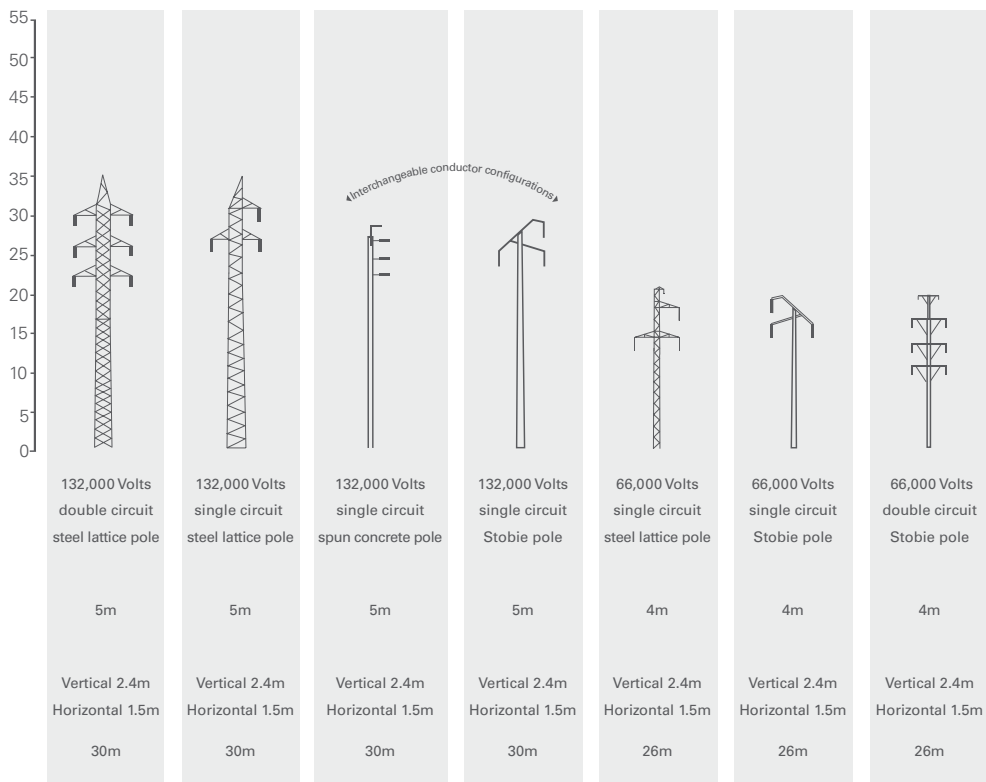 55
50
45
40
35
30
25
20
15
10
5
0
Interchangeable conductor configurations
132,000 Volts
double circuit
steel lattice pole
5m
Vertical 2.4m
Horizontal 1.5m
30m
132,000 Volts
single circuit
steel lattice pole
5m
Vertical 2.4m
Horizontal 1.5m
30m
132,000 Volts
single circuit
spun concrete pole
5m
Vertical 2.4m
Horizontal 1.5m
30m
132,000 Volts
single circuit
Stobie pole
5m
Vertical 2.4m
Horizontal 1.5m
30m
66,000 Volts
single circuit
steel lattice pole
4m
Vertical 2.4m
Horizontal 1.5m
26m
66,000 Volts
single circuit
Stobie pole
4m
Vertical 2.4m
Horizontal 1.5m
26m
66,000 Volts
double circuit
Stobie pole
4m
Vertical 2.4m
Horizontal 1.5m
26m